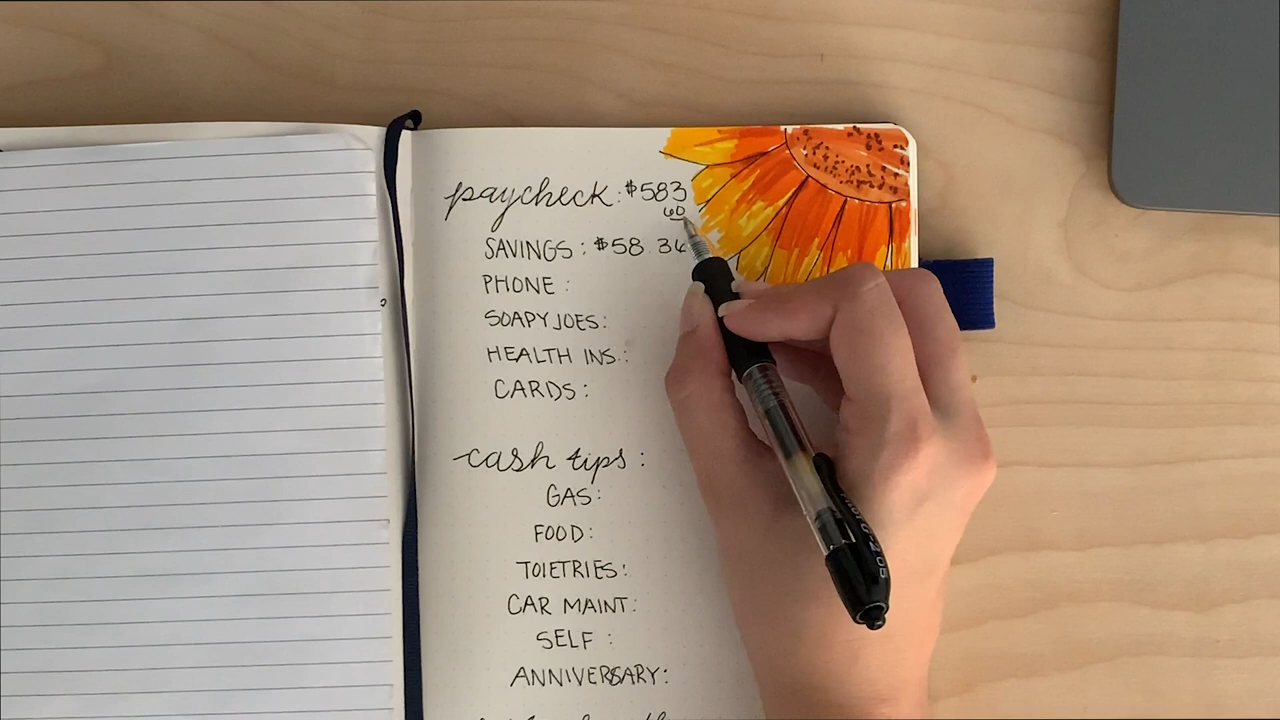 paycheck: $583
60
SAVINGS: $58.36
PHONE:
SOAPY JOES:
HEALTH INS.:
CARDS:
cash tips:
GAS:
FOOD:
TOIETRIES:
CAR MAINT:
SELF:
ANNIVERSARY: